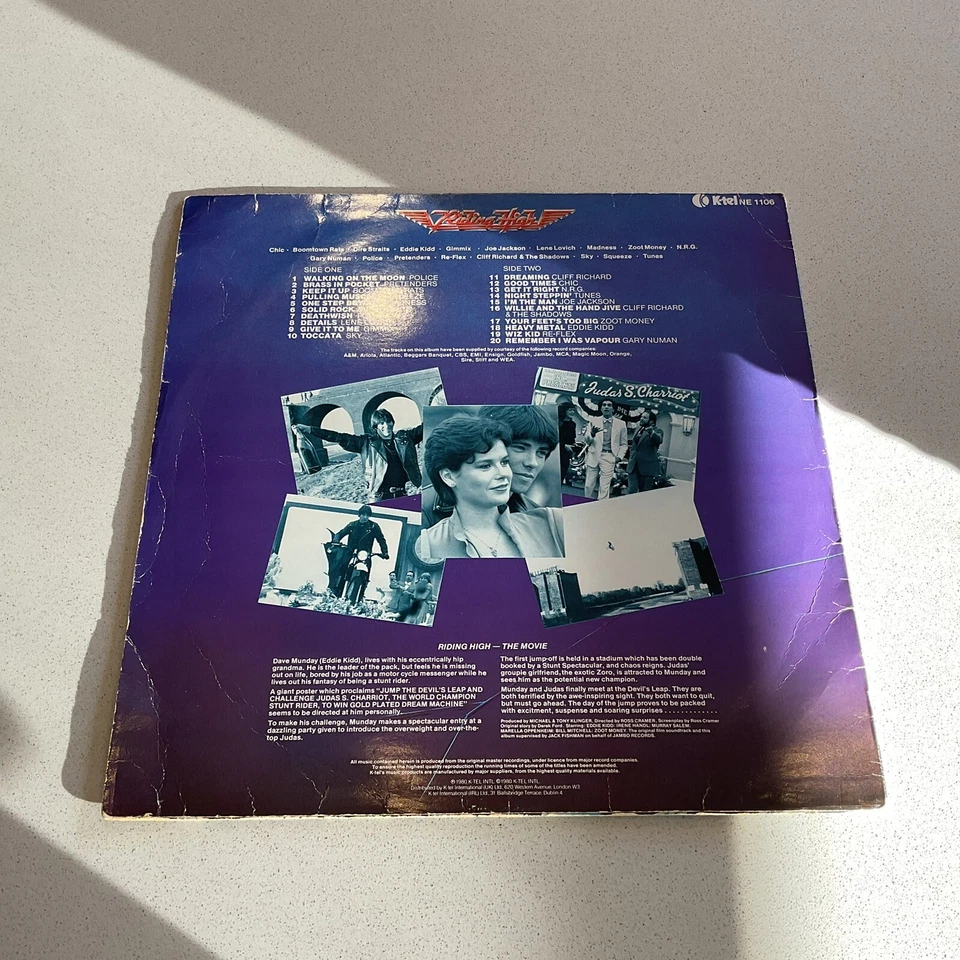 Riding High
K-tel NE 1106
Chic · Boomtown Rats · Dire Straits · Eddie Kidd · Gimmix · Joe Jackson · Lene Lovich · Madness · Zoot Money · N.R.G.
Gary Numan · Police · Pretenders · Re-Flex · Cliff Richard & The Shadows · Sky · Squeeze · Tunes
SIDE ONE
1 WALKING ON THE MOON POLICE
2 BRASS IN POCKET PRETENDERS
3 KEEP IT UP BOOMTOWN RATS
4 PULLING MUSCLES SQUEEZE
5 ONE STEP BEYOND MADNESS
6 SOLID ROCK
7 DEATHWISH
8 DETAILS LENE
9 GIVE IT TO ME GIMMIX
10 TOCCATA SKY
SIDE TWO
11 DREAMING CLIFF RICHARD
12 GOOD TIMES CHIC
13 GET IT RIGHT N.R.G.
14 NIGHT STEPPIN' TUNES
15 I'M THE MAN JOE JACKSON
16 WILLIE AND THE HAND JIVE CLIFF RICHARD
& THE SHADOWS
17 YOUR FEET'S TOO BIG ZOOT MONEY
18 HEAVY METAL EDDIE KIDD
19 WIZ KID RE-FLEX
20 REMEMBER I WAS VAPOUR GARY NUMAN
The tracks on this album have been supplied by courtesy of the following record companies:
A&M, Ariola, Atlantic, Beggars Banquet, CBS, EMI, Ensign, Goldfish, Jambo, MCA, Magic Moon, Orange,
Sire, Stiff and WEA.
Judas S. Charriot
RIDING HIGH — THE MOVIE
Dave Munday (Eddie Kidd), lives with his eccentrically hip
grandma. He is the leader of the pack, but feels he is missing
out on life, bored by his job as a motor cycle messenger while he
lives out his fantasy of being a stunt rider.
A giant poster which proclaims "JUMP THE DEVIL'S LEAP AND
CHALLENGE JUDAS S. CHARRIOT, THE WORLD CHAMPION
STUNT RIDER, TO WIN GOLD PLATED DREAM MACHINE"
seems to be directed at him personally.
To make his challenge, Munday makes a spectacular entry at a
dazzling party given to introduce the overweight and over-the-
top Judas.
The first jump-off is held in a stadium which has been double
booked by a Stunt Spectacular, and chaos reigns. Judas'
groupie girlfriend, the exotic Zoro, is attracted to Munday and
sees him as the potential new champion.
Munday and Judas finally meet at the Devil's Leap. They are
both terrified by the awe-inspiring sight. They both want to quit,
but must go ahead. The day of the jump proves to be packed
with excitement, suspense and soaring surprises . . . . . . . . . . .
Produced by MICHAEL & TONY KLINGER, Directed by ROSS CRAMER, Screenplay by Ross Cramer
Original story by Derek Ford. Starring: EDDIE KIDD: IRENE HANDL: MURRAY SALEM:
MARELLA OPPENHEIM: BILL MITCHELL: ZOOT MONEY. The original film soundtrack and this
album supervised by JACK FISHMAN on behalf of JAMBO RECORDS.
All music contained herein is produced from the original master recordings, under licence from major record companies.
To ensure the highest quality reproduction the running times of some of the titles have been amended.
K-tel's music products are manufactured by major suppliers, from the highest quality materials available.
℗ 1980 K-TEL INTL. © 1980 K-TEL INTL.
Distributed by K-tel International (UK) Ltd., 620 Western Avenue, London W3
K-tel International (IRL) Ltd., 31 Ballsbridge Terrace, Dublin 4